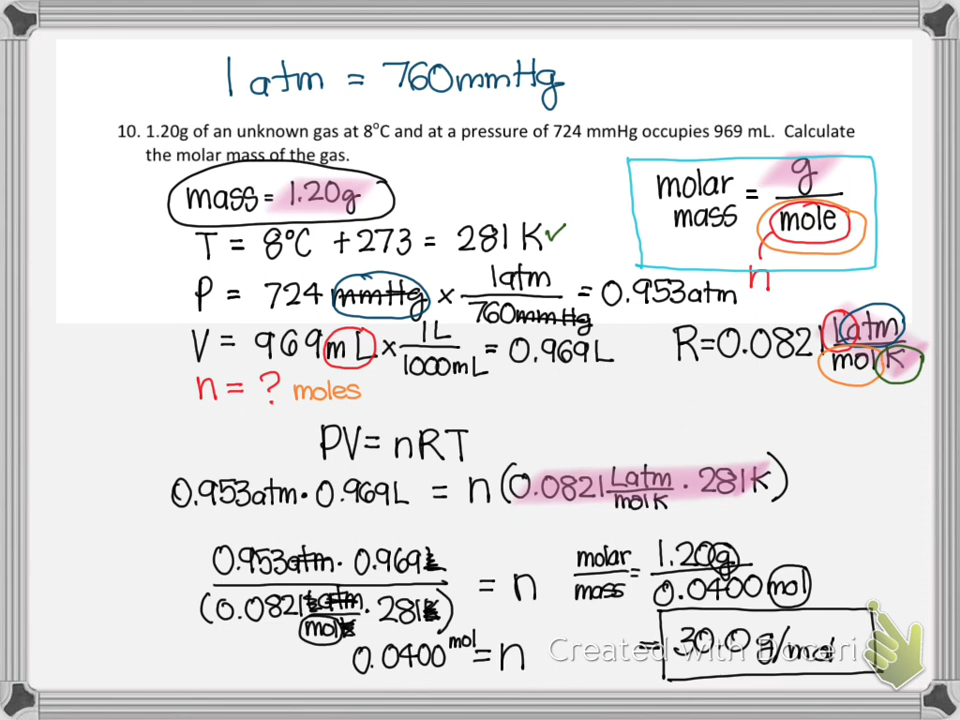 1 atm = 760mmHg
10. 1.20g of an unknown gas at 8°C and at a pressure of 724 mmHg occupies 969 mL. Calculate
the molar mass of the gas.
mass = 1.20g
molar mass = g / mole
n
T = 8°C + 273 = 281 K ✓
P = 724 mmHg × 1atm / 760mmHg = 0.953atm
V = 969mL × 1L / 1000mL = 0.969L
R=0.0821 Latm / mol K
n = ? moles
PV = nRT
0.953atm · 0.969L = n (0.0821 Latm / molK · 281K)
0.953atm · 0.969L / (0.0821 Latm / molK · 281K) = n
molar / mass = 1.20g / 0.0400 mol
0.0400 mol = n
= 30.0 g/mol
Created with Doceri